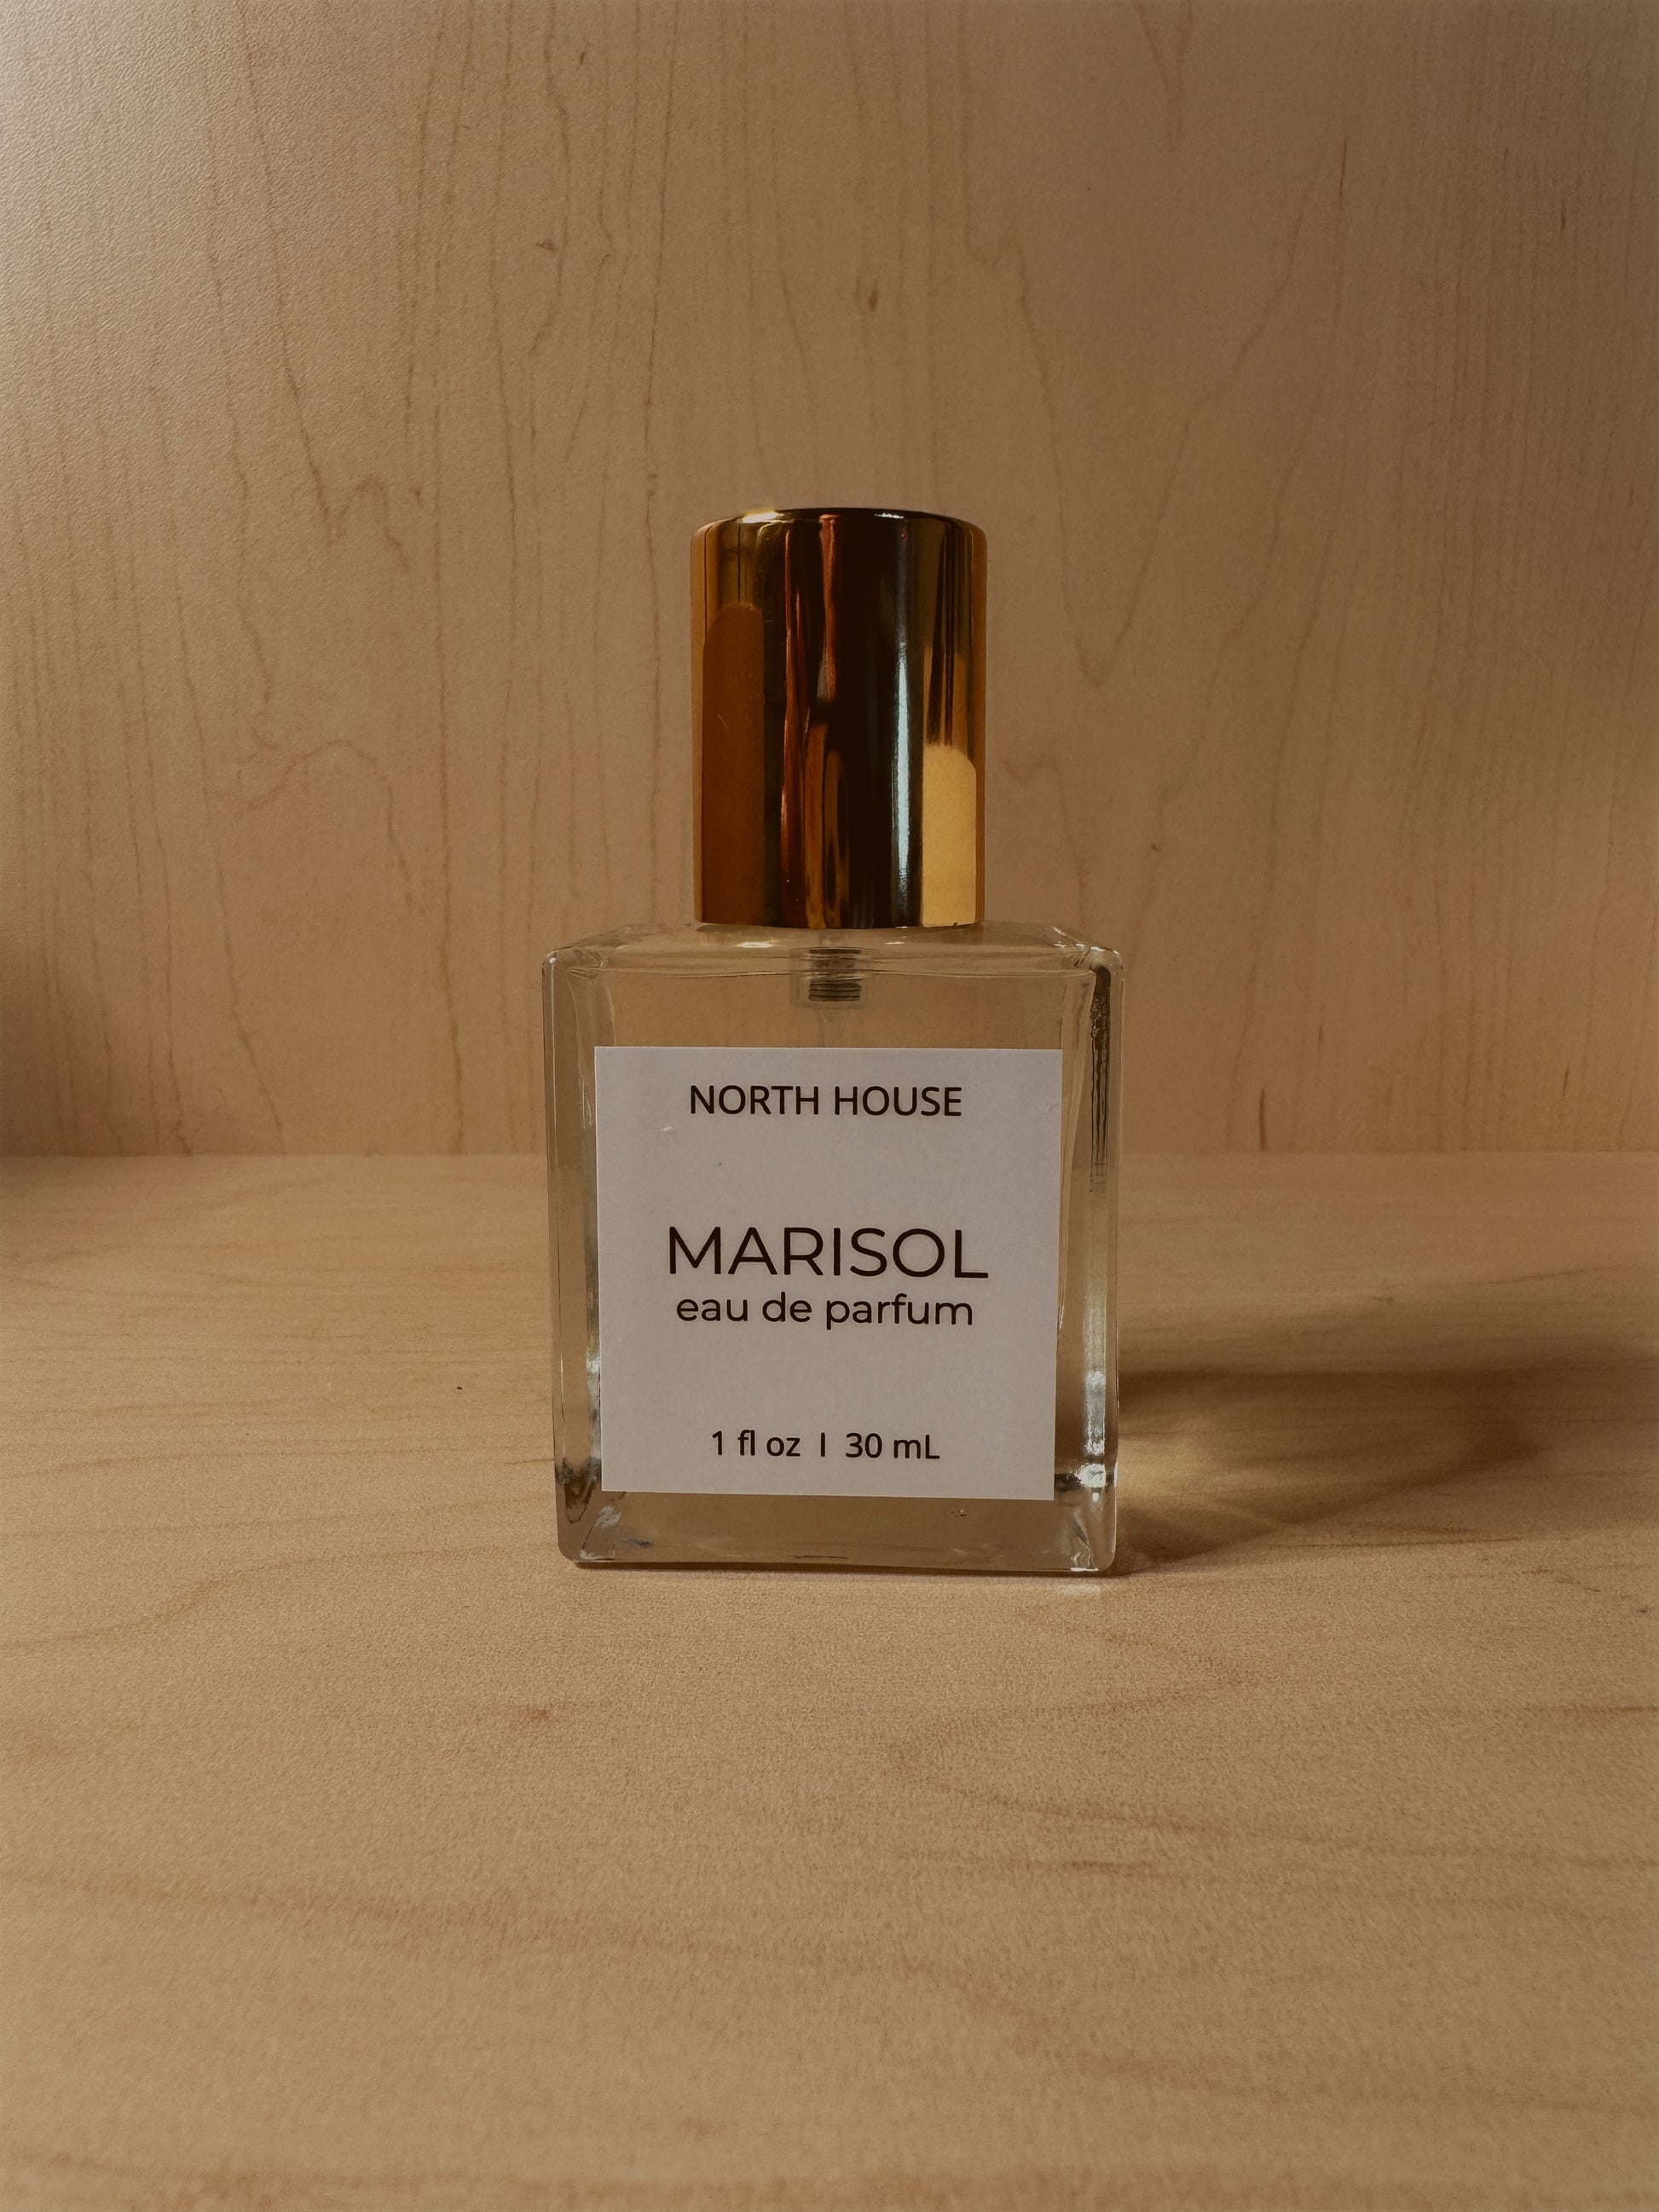 NORTH HOUSE
MARISOL
eau de parfum
1 fl oz | 30 mL